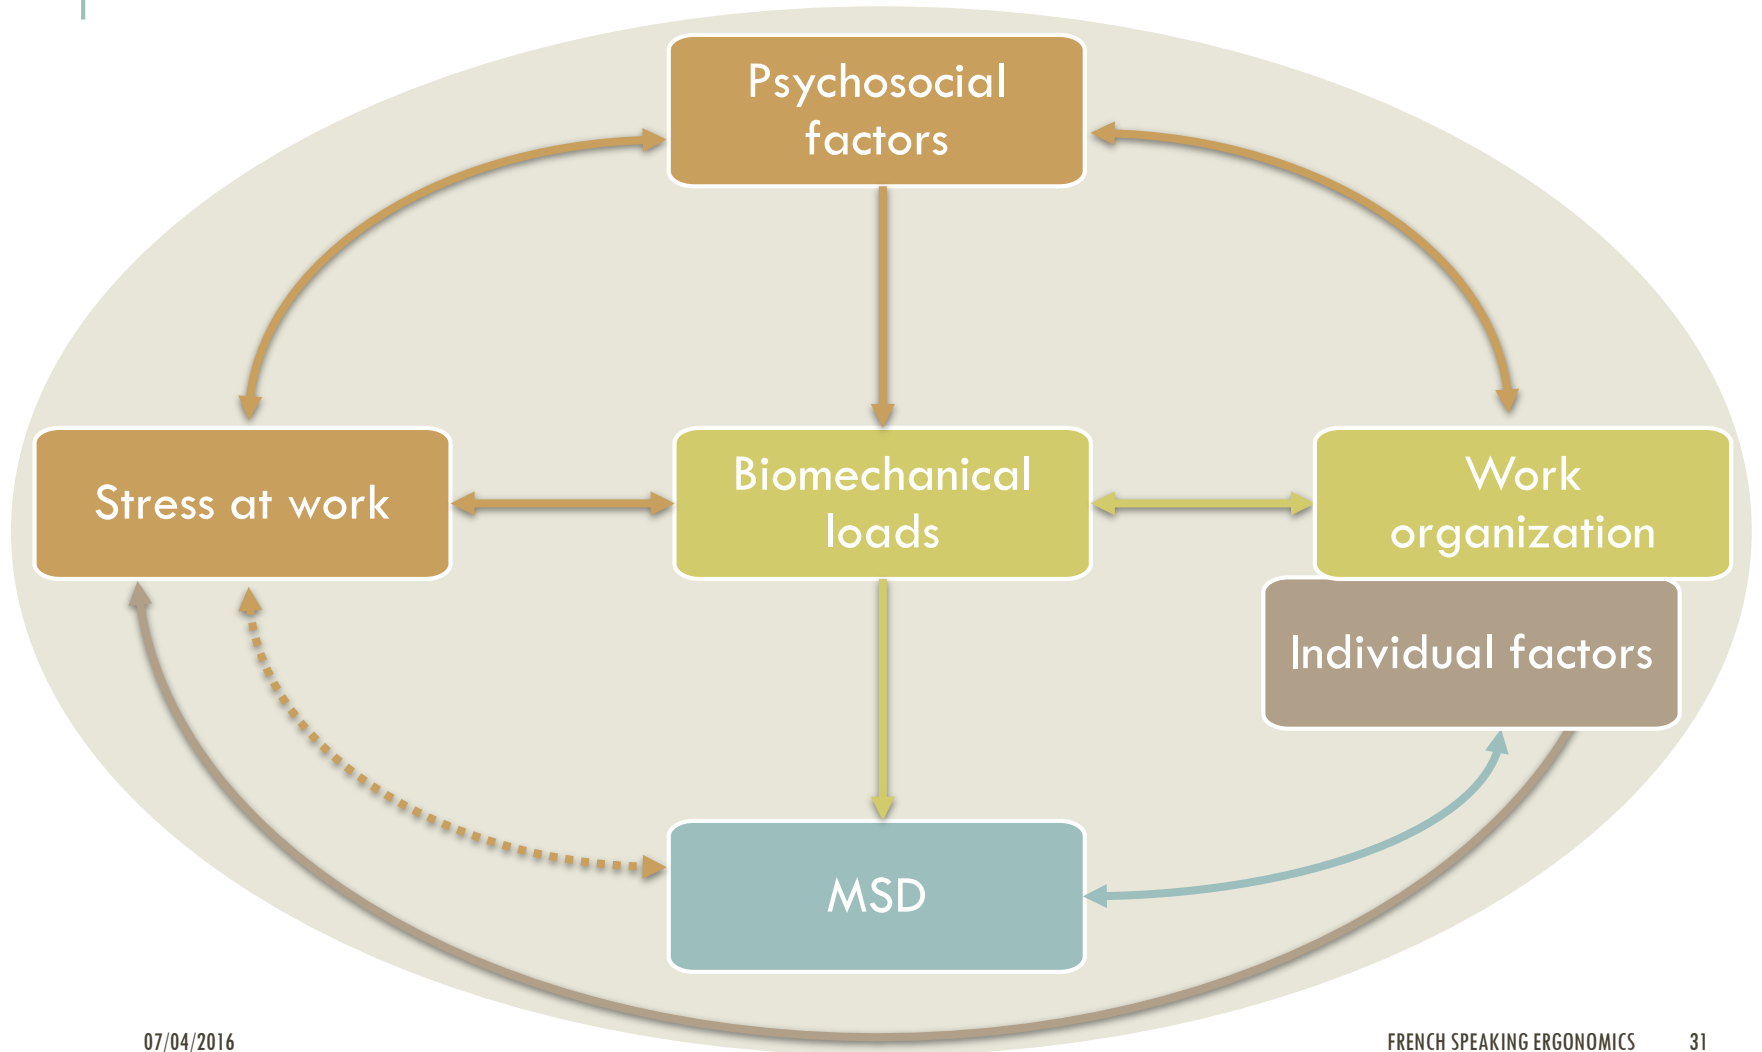 Psychosocial
factors
Stress at work
Biomechanical
loads
Work
organization
Individual factors
MSD
07/04/2016
FRENCH SPEAKING ERGONOMICS
31